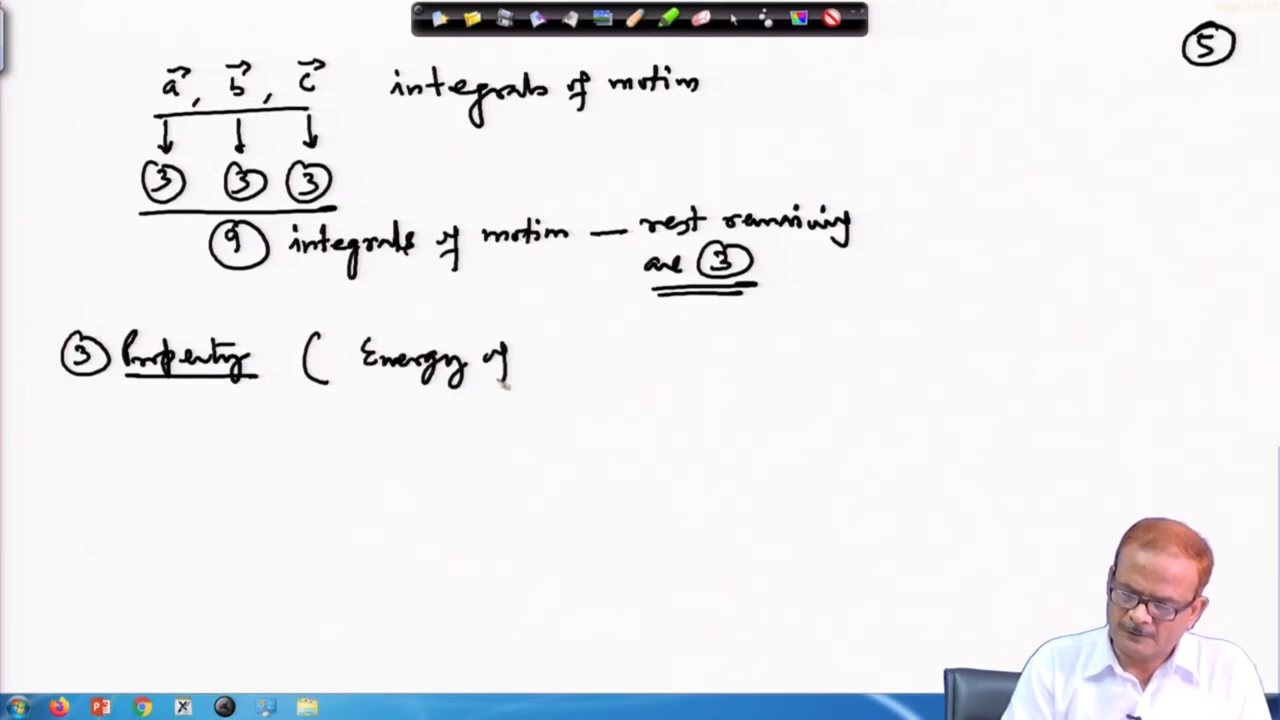 5
a⃗, b⃗, c⃗ integrals of motion
3 3 3
9 integrals of motion — rest remaining
are 3
3 Property ( Energy of